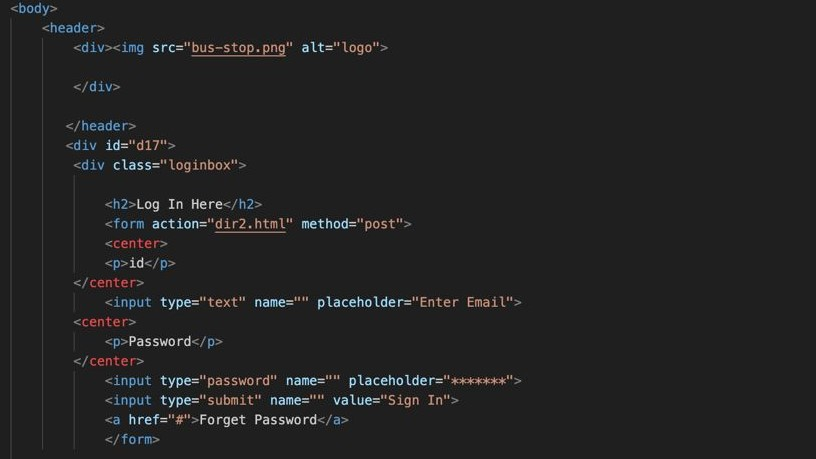 <body>
<header>
<div><img src="bus-stop.png" alt="logo">
</div>
</header>
<div id="d17">
<div class="loginbox">
<h2>Log In Here</h2>
<form action="dir2.html" method="post">
<center>
<p>id</p>
</center>
<input type="text" name="" placeholder="Enter Email">
<center>
<p>Password</p>
</center>
<input type="password" name="" placeholder="*******">
<input type="submit" name="" value="Sign In">
<a href="#">Forget Password</a>
</form>